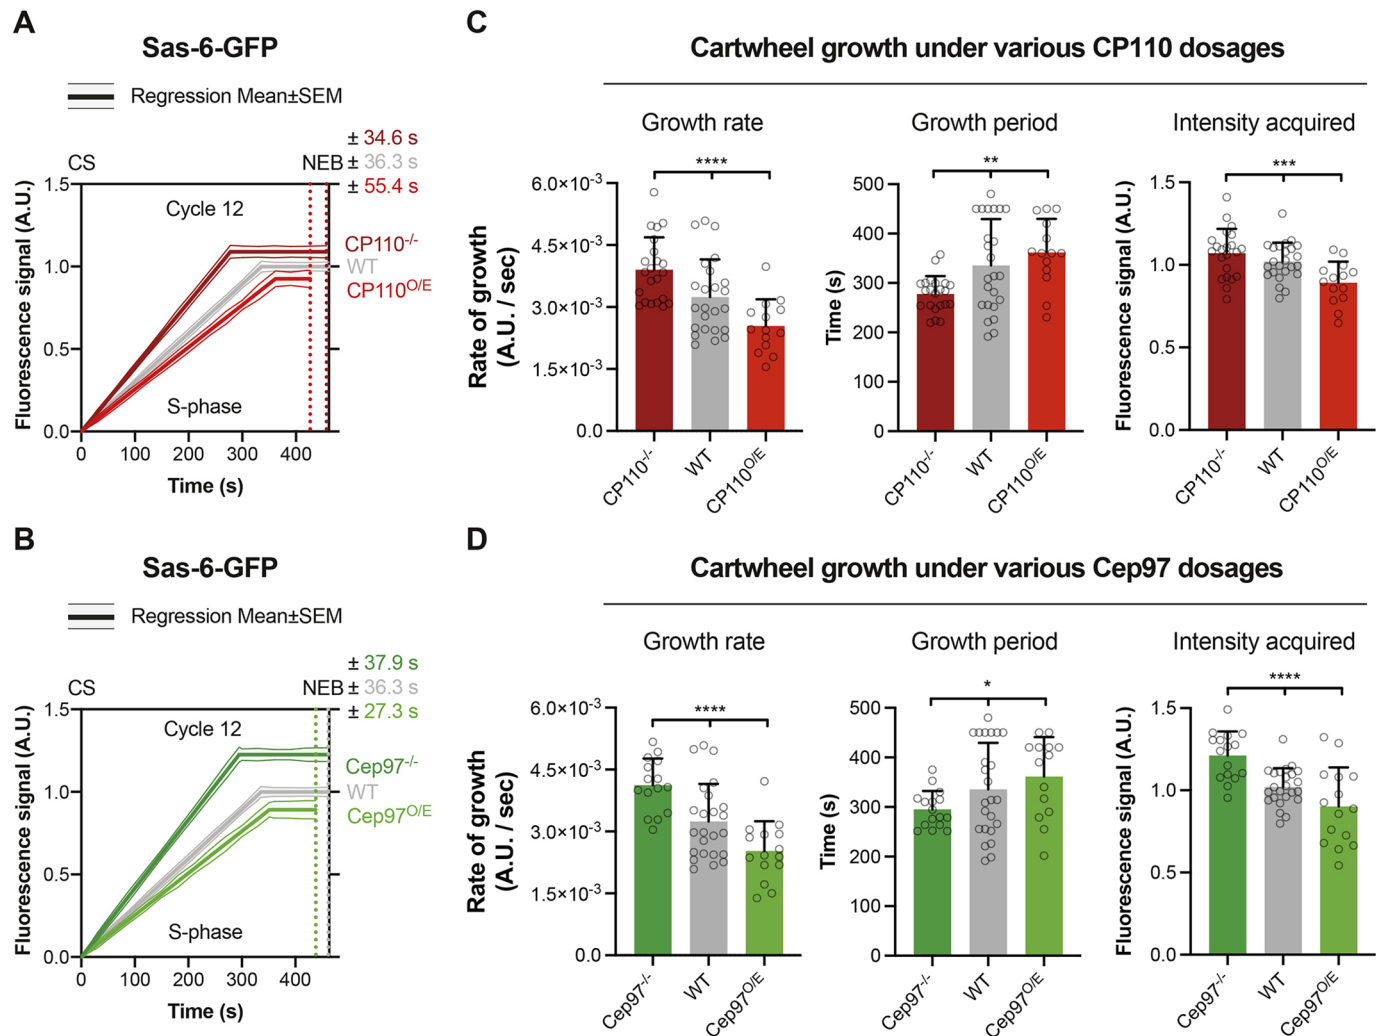 A
Sas-6-GFP
Regression Mean±SEM
± 34.6 s
CS NEB ± 36.3 s
± 55.4 s
Fluorescence signal (A.U.)
1.5
1.0
0.5
0.0
Cycle 12
CP110-/-
WT
CP110O/E
S-phase
0 100 200 300 400
Time (s)
B
Sas-6-GFP
Regression Mean±SEM
± 37.9 s
CS NEB ± 36.3 s
± 27.3 s
Fluorescence signal (A.U.)
1.5
1.0
0.5
0.0
Cycle 12
Cep97-/-
WT
Cep97O/E
S-phase
0 100 200 300 400
Time (s)
C
Cartwheel growth under various CP110 dosages
Growth rate
****
Rate of growth
(A.U. / sec)
6.0×10-3
4.5×10-3
3.0×10-3
1.5×10-3
0.0
CP110-/- WT CP110O/E
Growth period
**
Time (s)
500
400
300
200
100
0
CP110-/- WT CP110O/E
Intensity acquired
***
Fluorescence signal (A.U.)
1.5
1.0
0.5
0.0
CP110-/- WT CP110O/E
D
Cartwheel growth under various Cep97 dosages
Growth rate
****
Rate of growth
(A.U. / sec)
6.0×10-3
4.5×10-3
3.0×10-3
1.5×10-3
0.0
Cep97-/- WT Cep97O/E
Growth period
*
Time (s)
500
400
300
200
100
0
Cep97-/- WT Cep97O/E
Intensity acquired
****
Fluorescence signal (A.U.)
1.5
1.0
0.5
0.0
Cep97-/- WT Cep97O/E